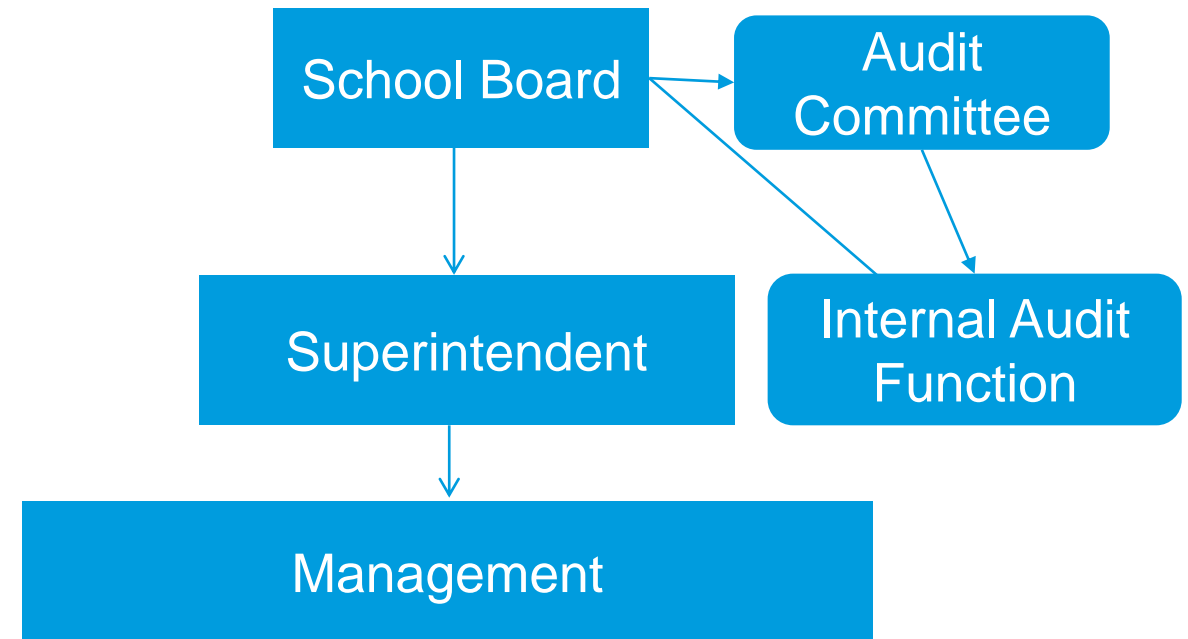 School Board
Audit
Committee
Superintendent
Internal Audit
Function
Management